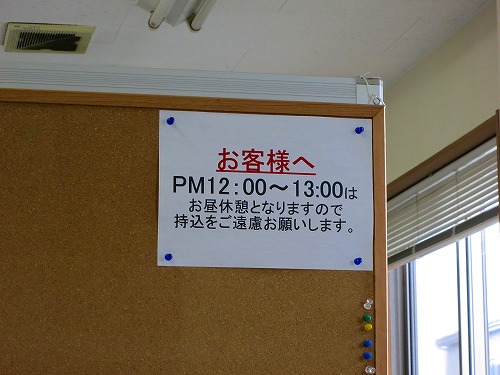 お客様へ
PM12:00～13:00は
お昼休憩となりますので
持込をご遠慮お願いします。